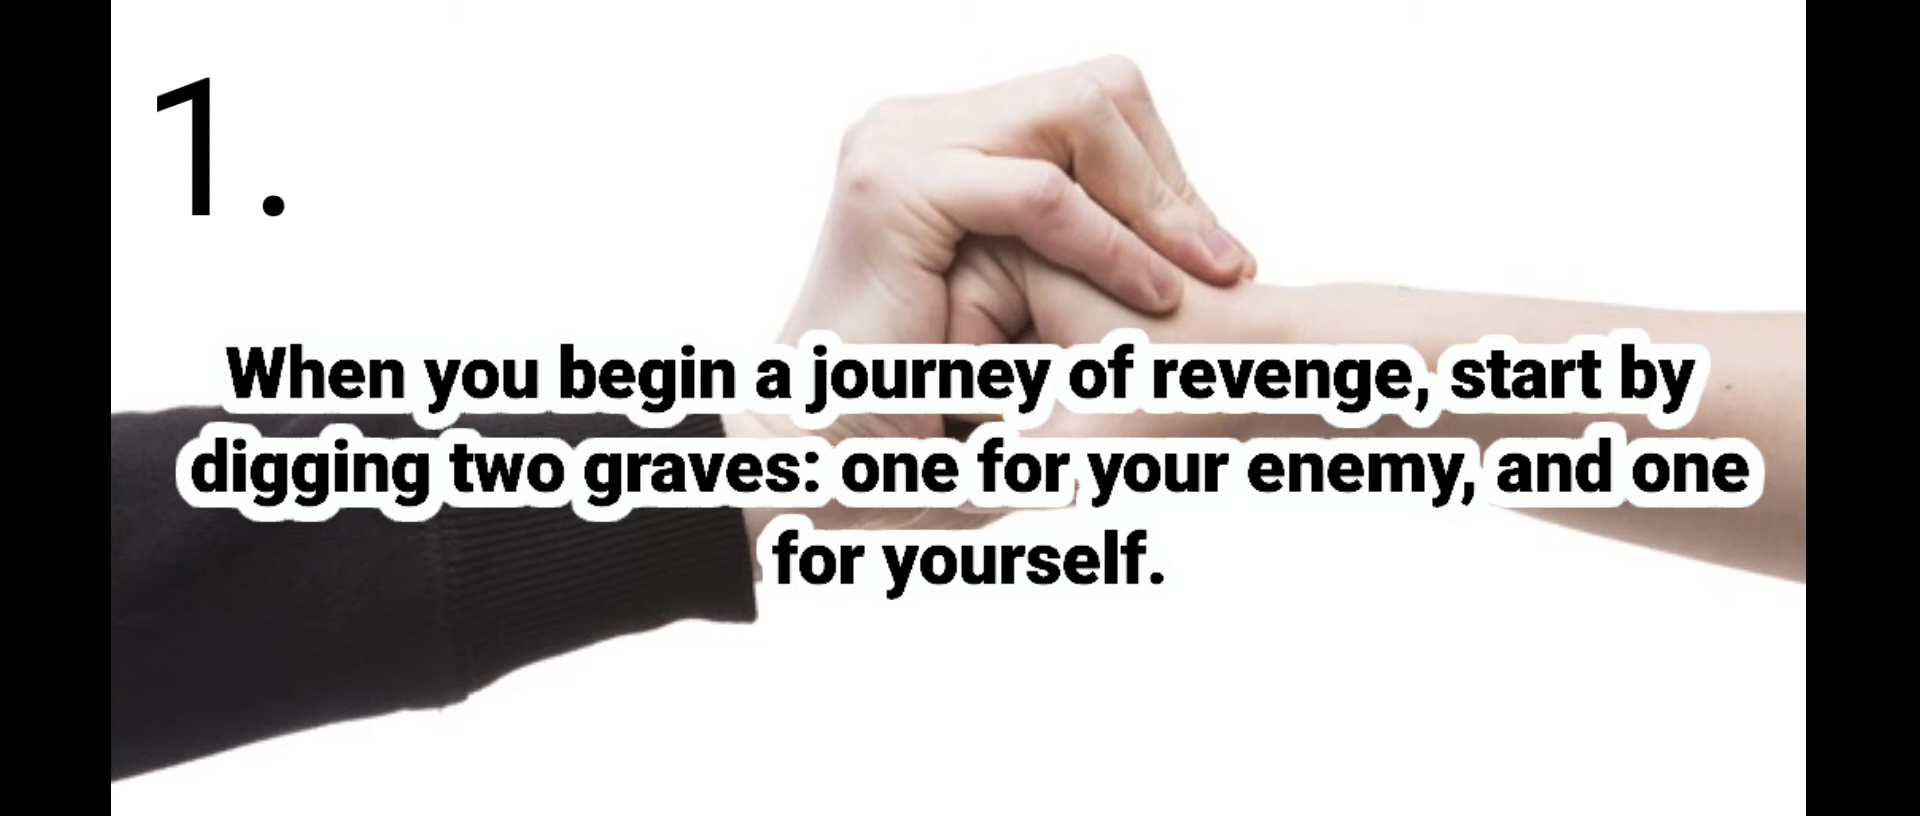 1.
When you begin a journey of revenge, start by
digging two graves: one for your enemy, and one
for yourself.